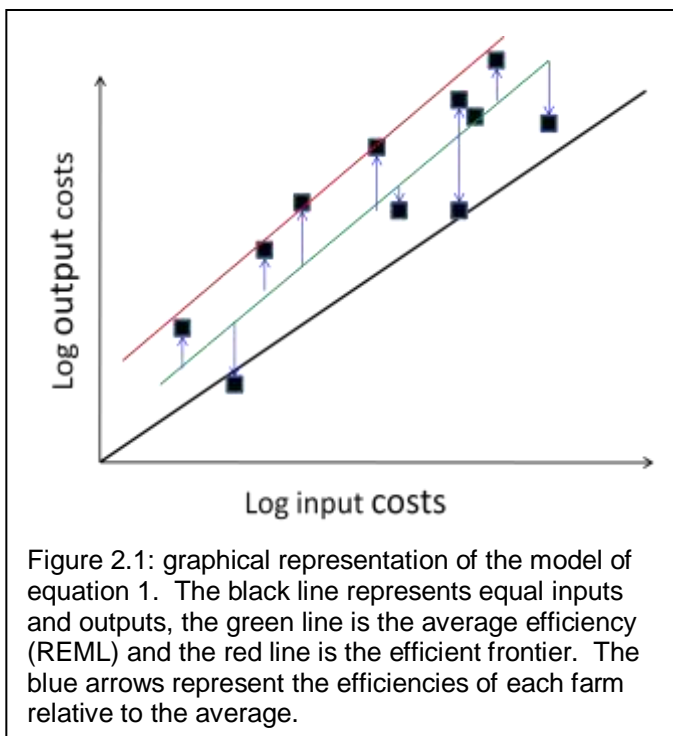 Log output costs
Log input costs
Figure 2.1: graphical representation of the model of
equation 1.  The black line represents equal inputs
and outputs, the green line is the average efficiency
(REML) and the red line is the efficient frontier.  The
blue arrows represent the efficiencies of each farm
relative to the average.